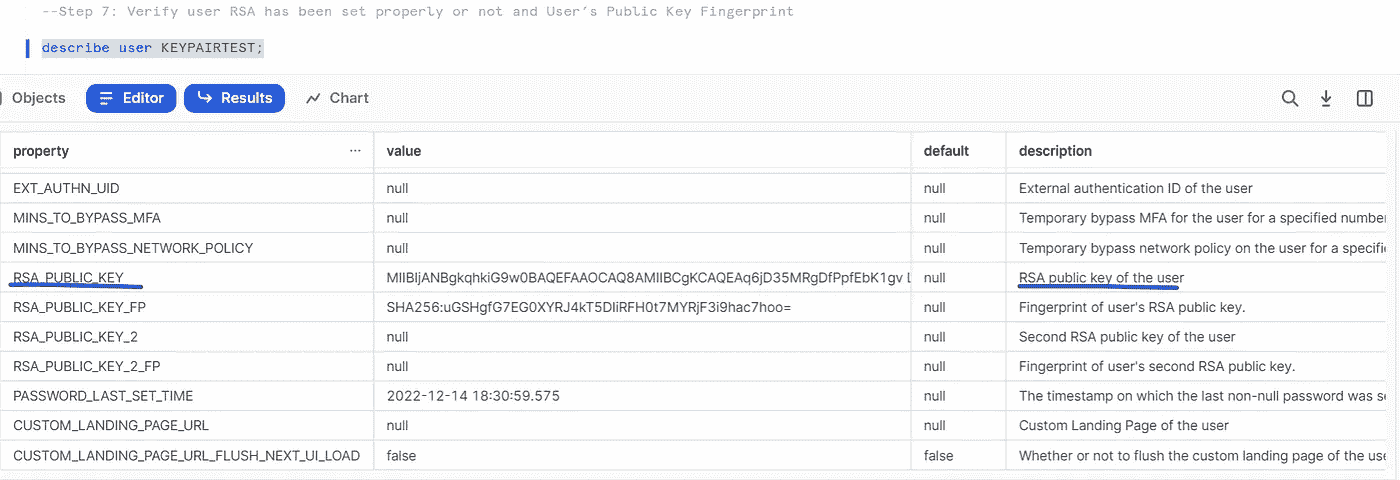 --Step 7: Verify user RSA has been set properly or not and User’s Public Key Fingerprint
describe user KEYPAIRTEST;
Objects Editor Results Chart
property ... value default description
EXT_AUTHN_UID null null External authentication ID of the user
MINS_TO_BYPASS_MFA null null Temporary bypass MFA for the user for a specified number
MINS_TO_BYPASS_NETWORK_POLICY null null Temporary bypass network policy on the user for a specifi
RSA_PUBLIC_KEY MIIBIjANBgkqhkiG9w0BAQEFAAOCAQ8AMIIBCgKCAQEAq6jD35MRgDfPpfEbK1gv null RSA public key of the user
RSA_PUBLIC_KEY_FP SHA256:uGSHgfG7EG0XYRJ4kT5DIiRFH0t7MYRjF3i9hac7hoo= null Fingerprint of user's RSA public key.
RSA_PUBLIC_KEY_2 null null Second RSA public key of the user
RSA_PUBLIC_KEY_2_FP null null Fingerprint of user's second RSA public key.
PASSWORD_LAST_SET_TIME 2022-12-14 18:30:59.575 null The timestamp on which the last non-null password was se
CUSTOM_LANDING_PAGE_URL null null Custom Landing Page of the user
CUSTOM_LANDING_PAGE_URL_FLUSH_NEXT_UI_LOAD false false Whether or not to flush the custom landing page of the use